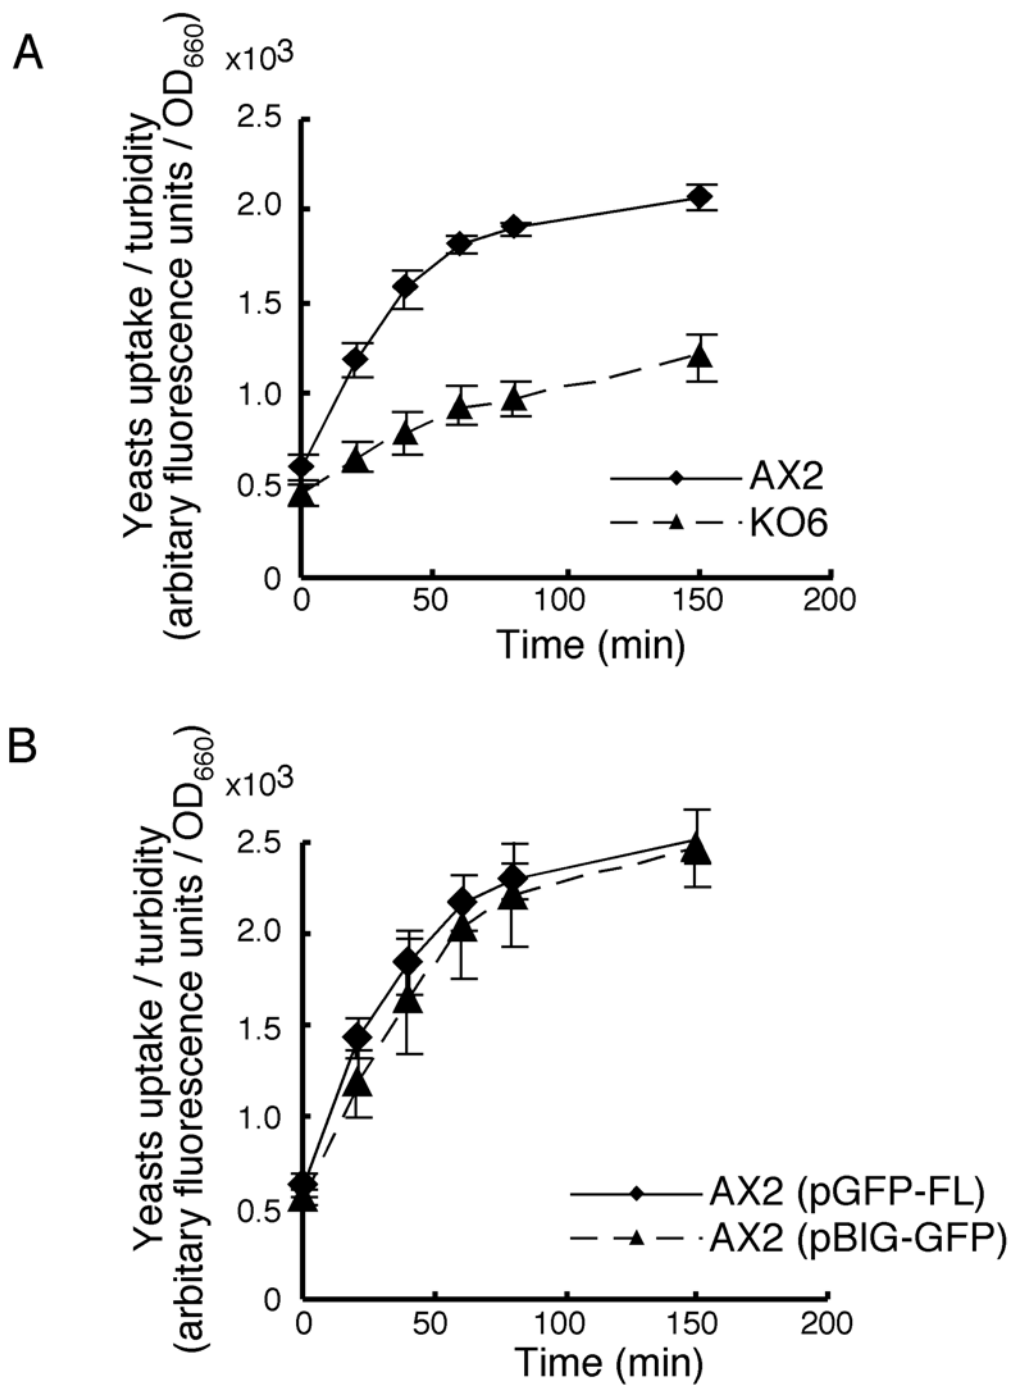 A
x10³
Yeasts uptake / turbidity
(arbitary fluorescence units / OD₆₆₀)
2.5
2.0
1.5
1.0
0.5
0
AX2
KO6
0 50 100 150 200
Time (min)
B
x10³
Yeasts uptake / turbidity
(arbitary fluorescence units / OD₆₆₀)
2.5
2.0
1.5
1.0
0.5
0
AX2 (pGFP-FL)
AX2 (pBIG-GFP)
0 50 100 150 200
Time (min)